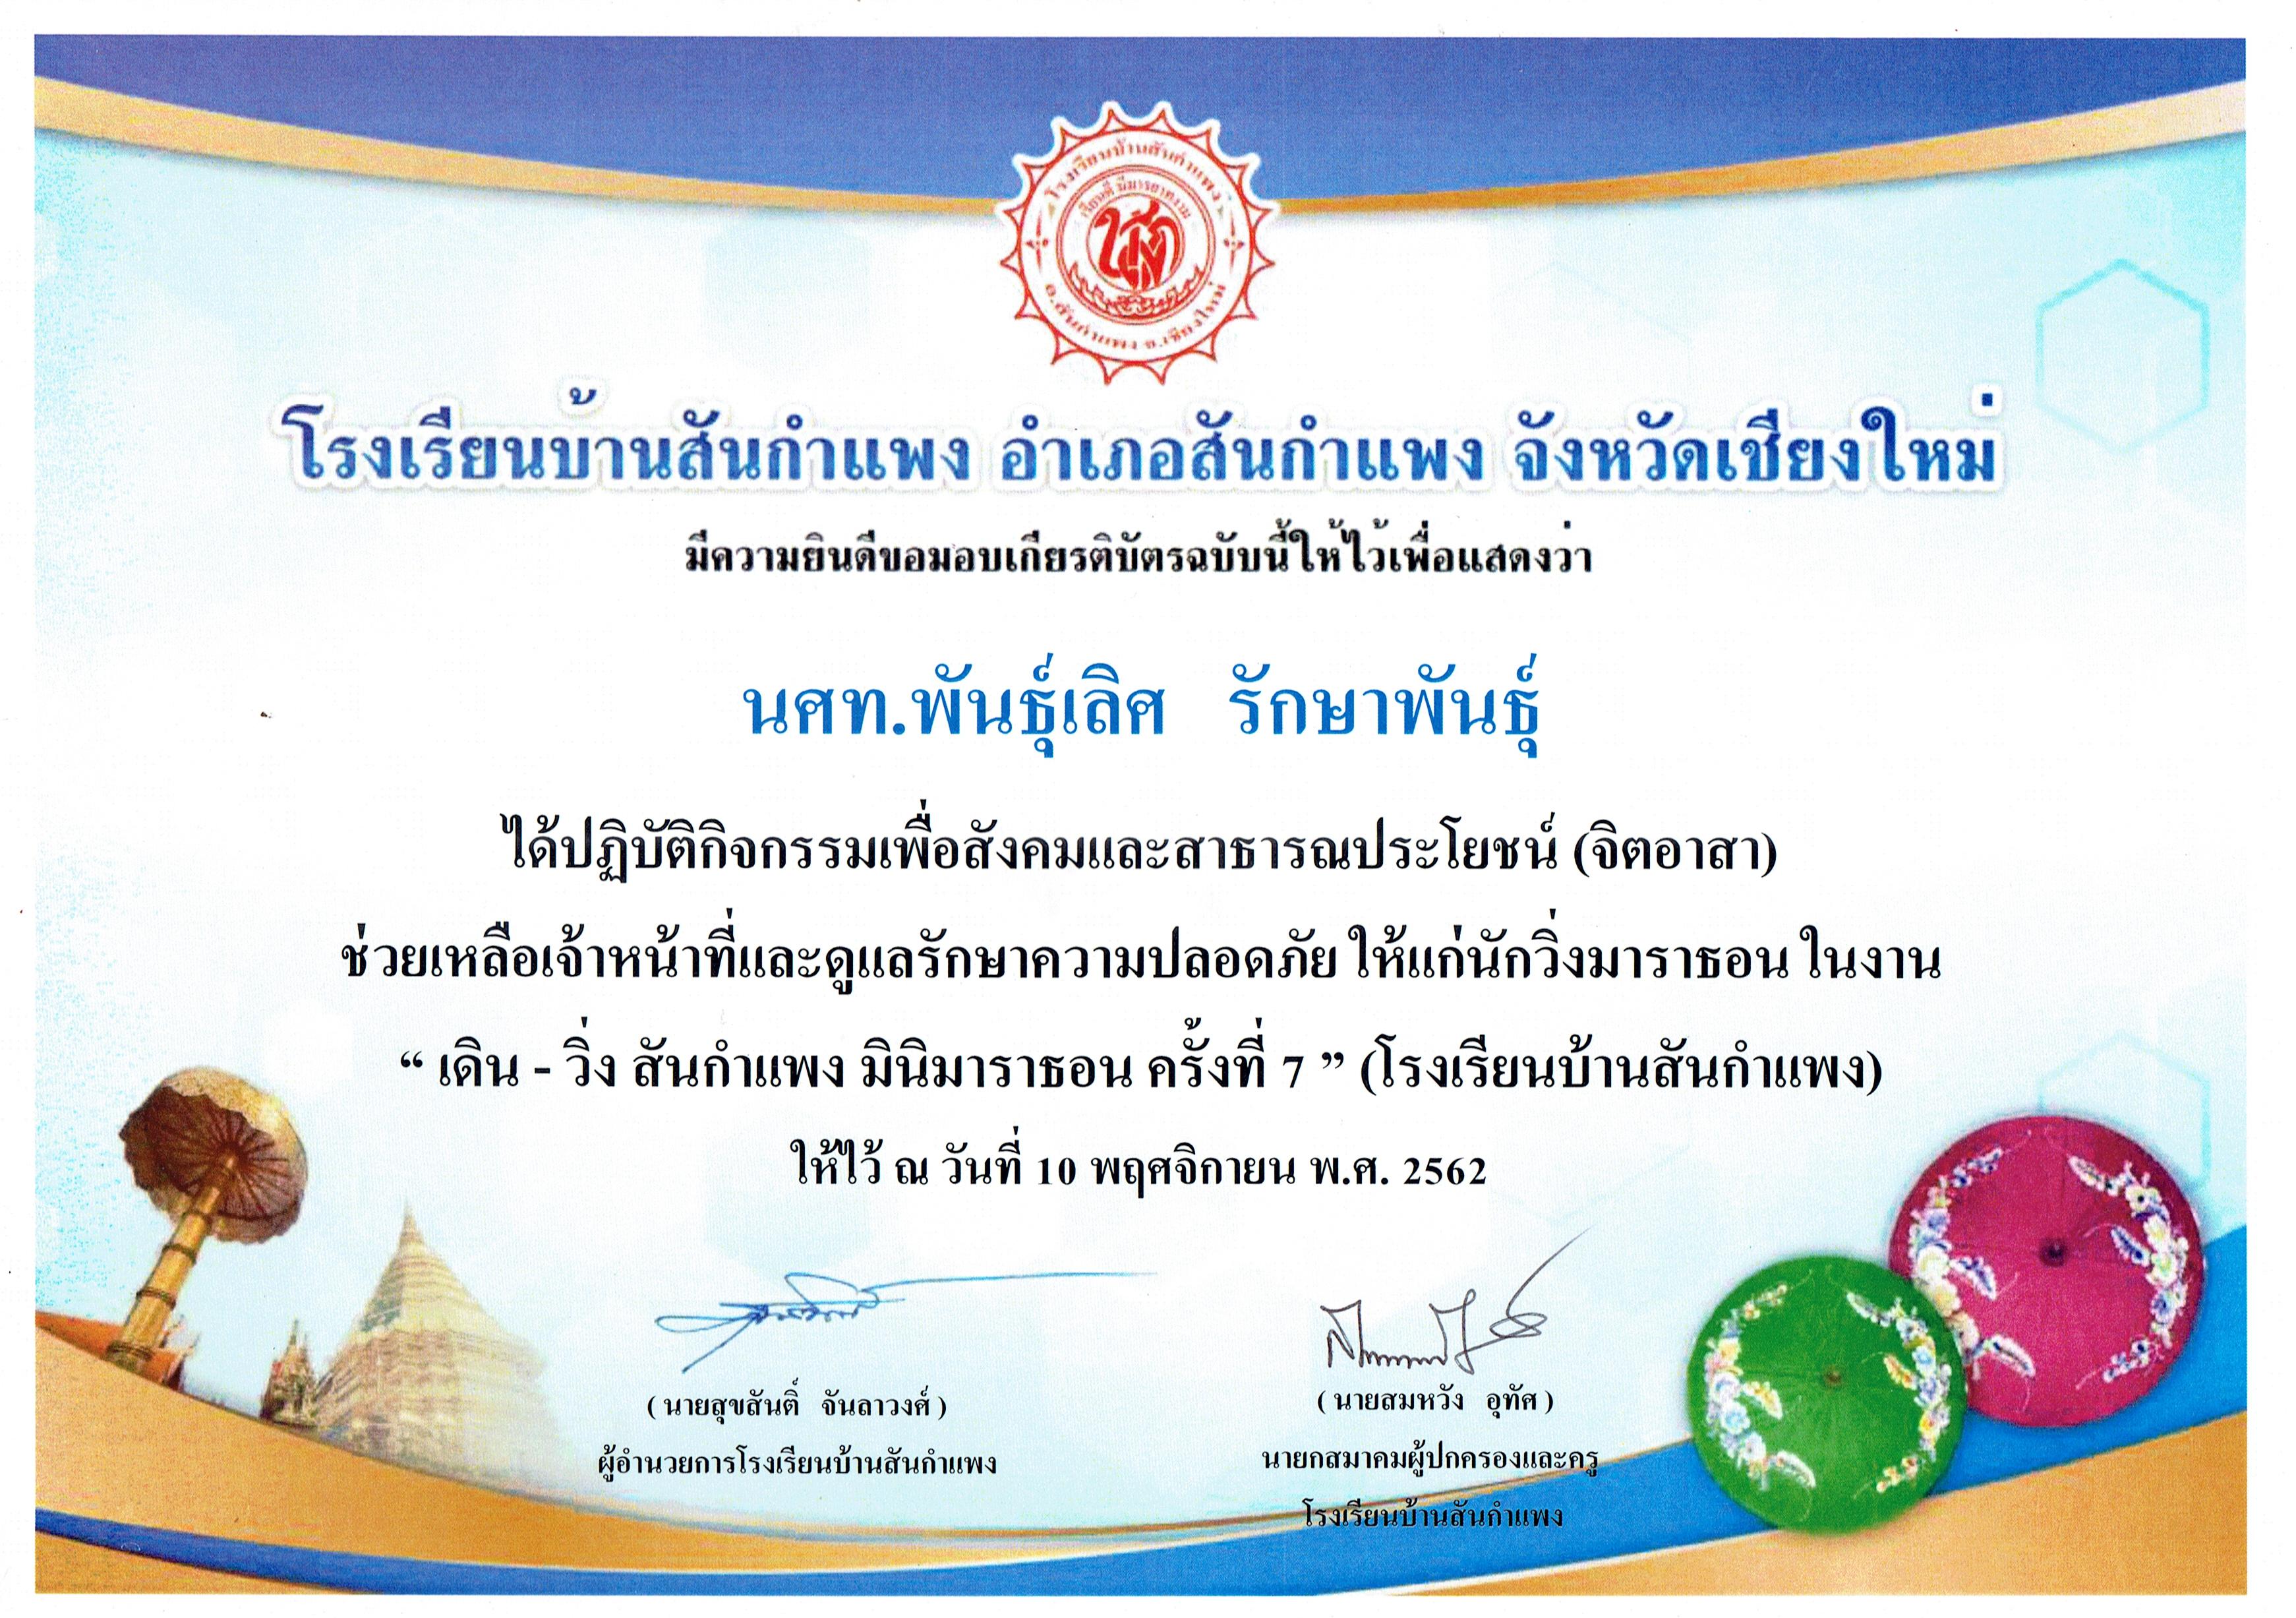 โรงเรียนบ้านสันกำแพง
เรียนดี มีมารยาทงาม
อ.สันกำแพง จ.เชียงใหม่
โรงเรียนบ้านสันกำแพง อำเภอสันกำแพง จังหวัดเชียงใหม่
มีความยินดีขอมอบเกียรติบัตรฉบับนี้ให้ไว้เพื่อแสดงว่า
นศท.พันธุ์เลิศ รักษาพันธุ์
ได้ปฏิบัติกิจกรรมเพื่อสังคมและสาธารณประโยชน์ (จิตอาสา)
ช่วยเหลือเจ้าหน้าที่และดูแลรักษาความปลอดภัย ให้แก่นักวิ่งมาราธอน ในงาน
“ เดิน - วิ่ง สันกำแพง มินิมาราธอน ครั้งที่ 7 ” (โรงเรียนบ้านสันกำแพง)
ให้ไว้ ณ วันที่ 10 พฤศจิกายน พ.ศ. 2562
( นายสุขสันติ์ จันลาวงศ์ )
ผู้อำนวยการโรงเรียนบ้านสันกำแพง
( นายสมหวัง อุทัศ )
นายกสมาคมผู้ปกครองและครู
โรงเรียนบ้านสันกำแพง